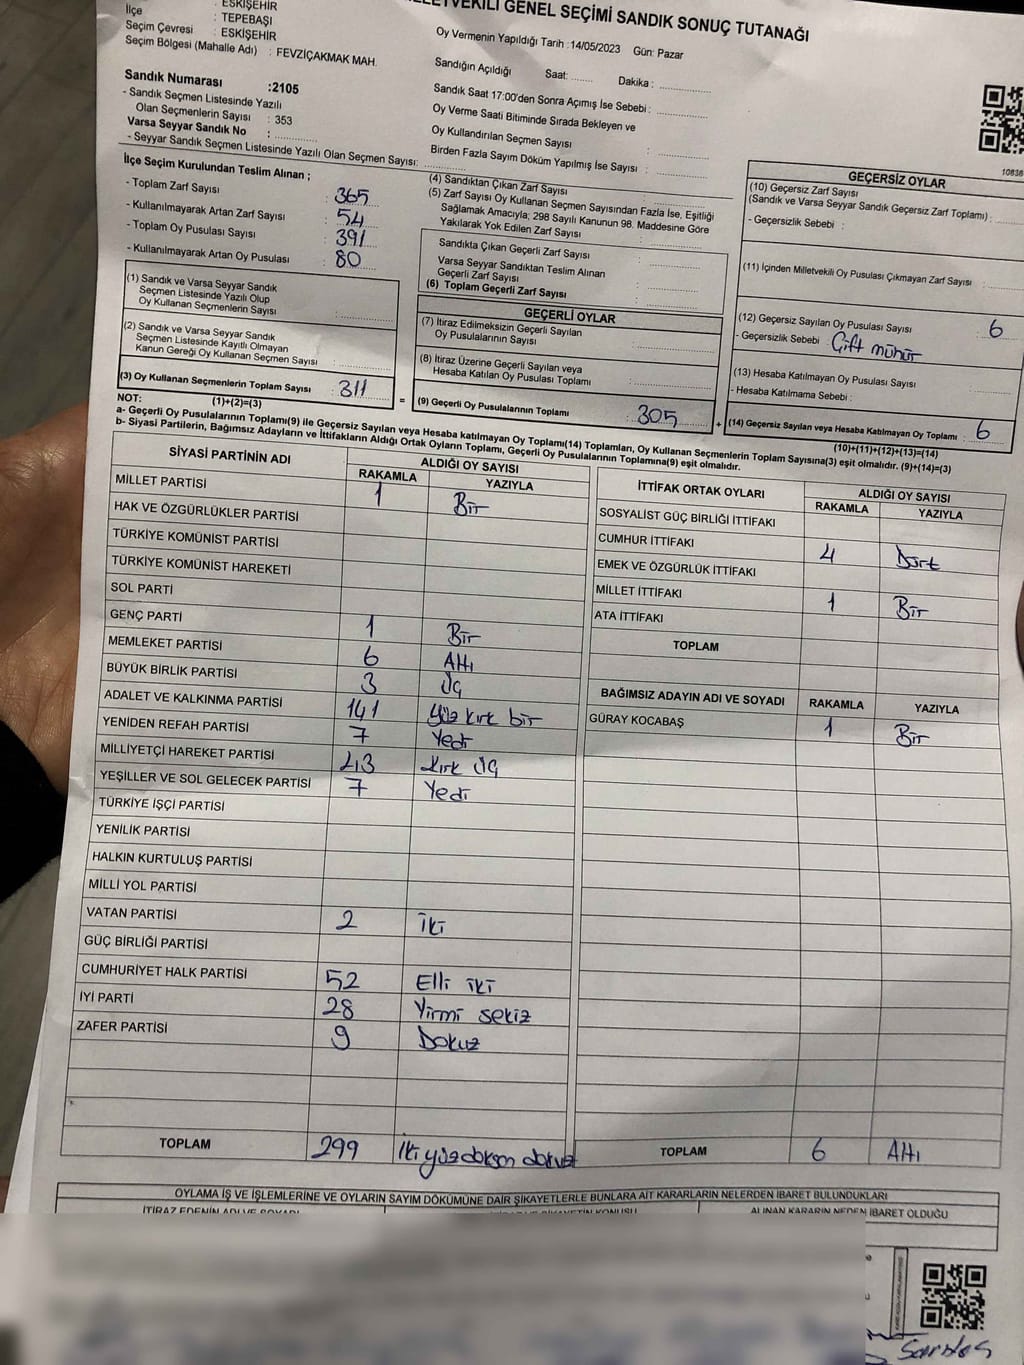 MİLLETVEKİLİ GENEL SEÇİMİ SANDIK SONUÇ TUTANAĞI
: ESKİŞEHİR
İlçe : TEPEBAŞI
Seçim Çevresi : ESKİŞEHİR
Seçim Bölgesi (Mahalle Adı) : FEVZİÇAKMAK MAH.
Sandık Numarası :2105
- Sandık Seçmen Listesinde Yazılı
Olan Seçmenlerin Sayısı : 353
Varsa Seyyar Sandık No :
- Seyyar Sandık Seçmen Listesinde Yazılı Olan Seçmen Sayısı:
Oy Vermenin Yapıldığı Tarih :14/05/2023 Gün: Pazar
Sandığın Açıldığı Saat: Dakika :
Sandık Saat 17:00'den Sonra Açımış İse Sebebi :
Oy Verme Saati Bitiminde Sırada Bekleyen ve
Oy Kullandırılan Seçmen Sayısı :
Birden Fazla Sayım Döküm Yapılmış İse Sayısı :
10836
İlçe Seçim Kurulundan Teslim Alınan ;
- Toplam Zarf Sayısı : 365
- Kullanılmayarak Artan Zarf Sayısı : 54
- Toplam Oy Pusulası Sayısı : 391
- Kullanılmayarak Artan Oy Pusulası : 80
(1) Sandık ve Varsa Seyyar Sandık
Seçmen Listesinde Yazılı Olup
Oy Kullanan Seçmenlerin Sayısı :
(2) Sandık ve Varsa Seyyar Sandık
Seçmen Listesinde Kayıtlı Olmayan
Kanun Gereği Oy Kullanan Seçmen Sayısı :
(3) Oy Kullanan Seçmenlerin Toplam Sayısı : 311
(1)+(2)=(3)
(4) Sandıktan Çıkan Zarf Sayısı :
(5) Zarf Sayısı Oy Kullanan Seçmen Sayısından Fazla İse, Eşitliği
Sağlamak Amacıyla; 298 Sayılı Kanunun 98. Maddesine Göre
Yakılarak Yok Edilen Zarf Sayısı :
Sandıkta Çıkan Geçerli Zarf Sayısı :
Varsa Seyyar Sandıktan Teslim Alınan
Geçerli Zarf Sayısı :
(6) Toplam Geçerli Zarf Sayısı :
GEÇERLİ OYLAR
(7) İtiraz Edilmeksizin Geçerli Sayılan
Oy Pusulalarının Sayısı :
(8) İtiraz Üzerine Geçerli Sayılan veya
Hesaba Katılan Oy Pusulası Toplamı :
= (9) Geçerli Oy Pusulalarının Toplamı : 305 +
GEÇERSİZ OYLAR
(10) Geçersiz Zarf Sayısı
(Sandık ve Varsa Seyyar Sandık Geçersiz Zarf Toplamı) :
- Geçersizlik Sebebi :
(11) İçinden Milletvekili Oy Pusulası Çıkmayan Zarf Sayısı :
(12) Geçersiz Sayılan Oy Pusulası Sayısı : 6
- Geçersizlik Sebebi : Çift mühür
(13) Hesaba Katılmayan Oy Pusulası Sayısı :
- Hesaba Katılmama Sebebi :
(14) Geçersiz Sayılan veya Hesaba Katılmayan Oy Toplamı : 6
(10)+(11)+(12)+(13)=(14)
NOT:
a- Geçerli Oy Pusulalarının Toplamı(9) ile Geçersiz Sayılan veya Hesaba katılmayan Oy Toplamı(14) Toplamları, Oy Kullanan Seçmenlerin Toplam Sayısına(3) eşit olmalıdır. (9)+(14)=(3)
b- Siyasi Partilerin, Bağımsız Adayların ve İttifakların Aldığı Ortak Oyların Toplamı, Geçerli Oy Pusulalarının Toplamına(9) eşit olmalıdır.
SİYASİ PARTİNİN ADI ALDIĞI OY SAYISI
RAKAMLA YAZIYLA
MİLLET PARTİSİ 1 Bir
HAK VE ÖZGÜRLÜKLER PARTİSİ
TÜRKİYE KOMÜNİST PARTİSİ
TÜRKİYE KOMÜNİST HAREKETİ
SOL PARTİ
GENÇ PARTİ 1 Bir
MEMLEKET PARTİSİ 6 Altı
BÜYÜK BİRLİK PARTİSİ 3 Üç
ADALET VE KALKINMA PARTİSİ 141 Yüz kırk bir
YENİDEN REFAH PARTİSİ 7 Yedi
MİLLİYETÇİ HAREKET PARTİSİ 43 kırk üç
YEŞİLLER VE SOL GELECEK PARTİSİ 7 Yedi
TÜRKİYE İŞÇİ PARTİSİ
YENİLİK PARTİSİ
HALKIN KURTULUŞ PARTİSİ
MİLLİ YOL PARTİSİ
VATAN PARTİSİ 2 İki
GÜÇ BİRLİĞİ PARTİSİ
CUMHURİYET HALK PARTİSİ 52 Elli iki
İYİ PARTİ 28 Yirmi sekiz
ZAFER PARTİSİ 9 Dokuz
TOPLAM 299 İki yüz doksan dokuz
İTTİFAK ORTAK OYLARI ALDIĞI OY SAYISI
RAKAMLA YAZIYLA
SOSYALİST GÜÇ BİRLİĞİ İTTİFAKI
CUMHUR İTTİFAKI 4 Dört
EMEK VE ÖZGÜRLÜK İTTİFAKI
MİLLET İTTİFAKI 1 Bir
ATA İTTİFAKI
TOPLAM
BAĞIMSIZ ADAYIN ADI VE SOYADI RAKAMLA YAZIYLA
GÜRAY KOCABAŞ 1 Bir
TOPLAM 6 Altı
OYLAMA İŞ VE İŞLEMLERİNE VE OYLARIN SAYIM DÖKÜMÜNE DAİR ŞİKAYETLERLE BUNLARA AİT KARARLARIN NELERDEN İBARET BULUNDUKLARI
İTİRAZ EDENİN ADI VE SOYADI KONUSU ALINAN KARARIN NEDEN İBARET OLDUĞU